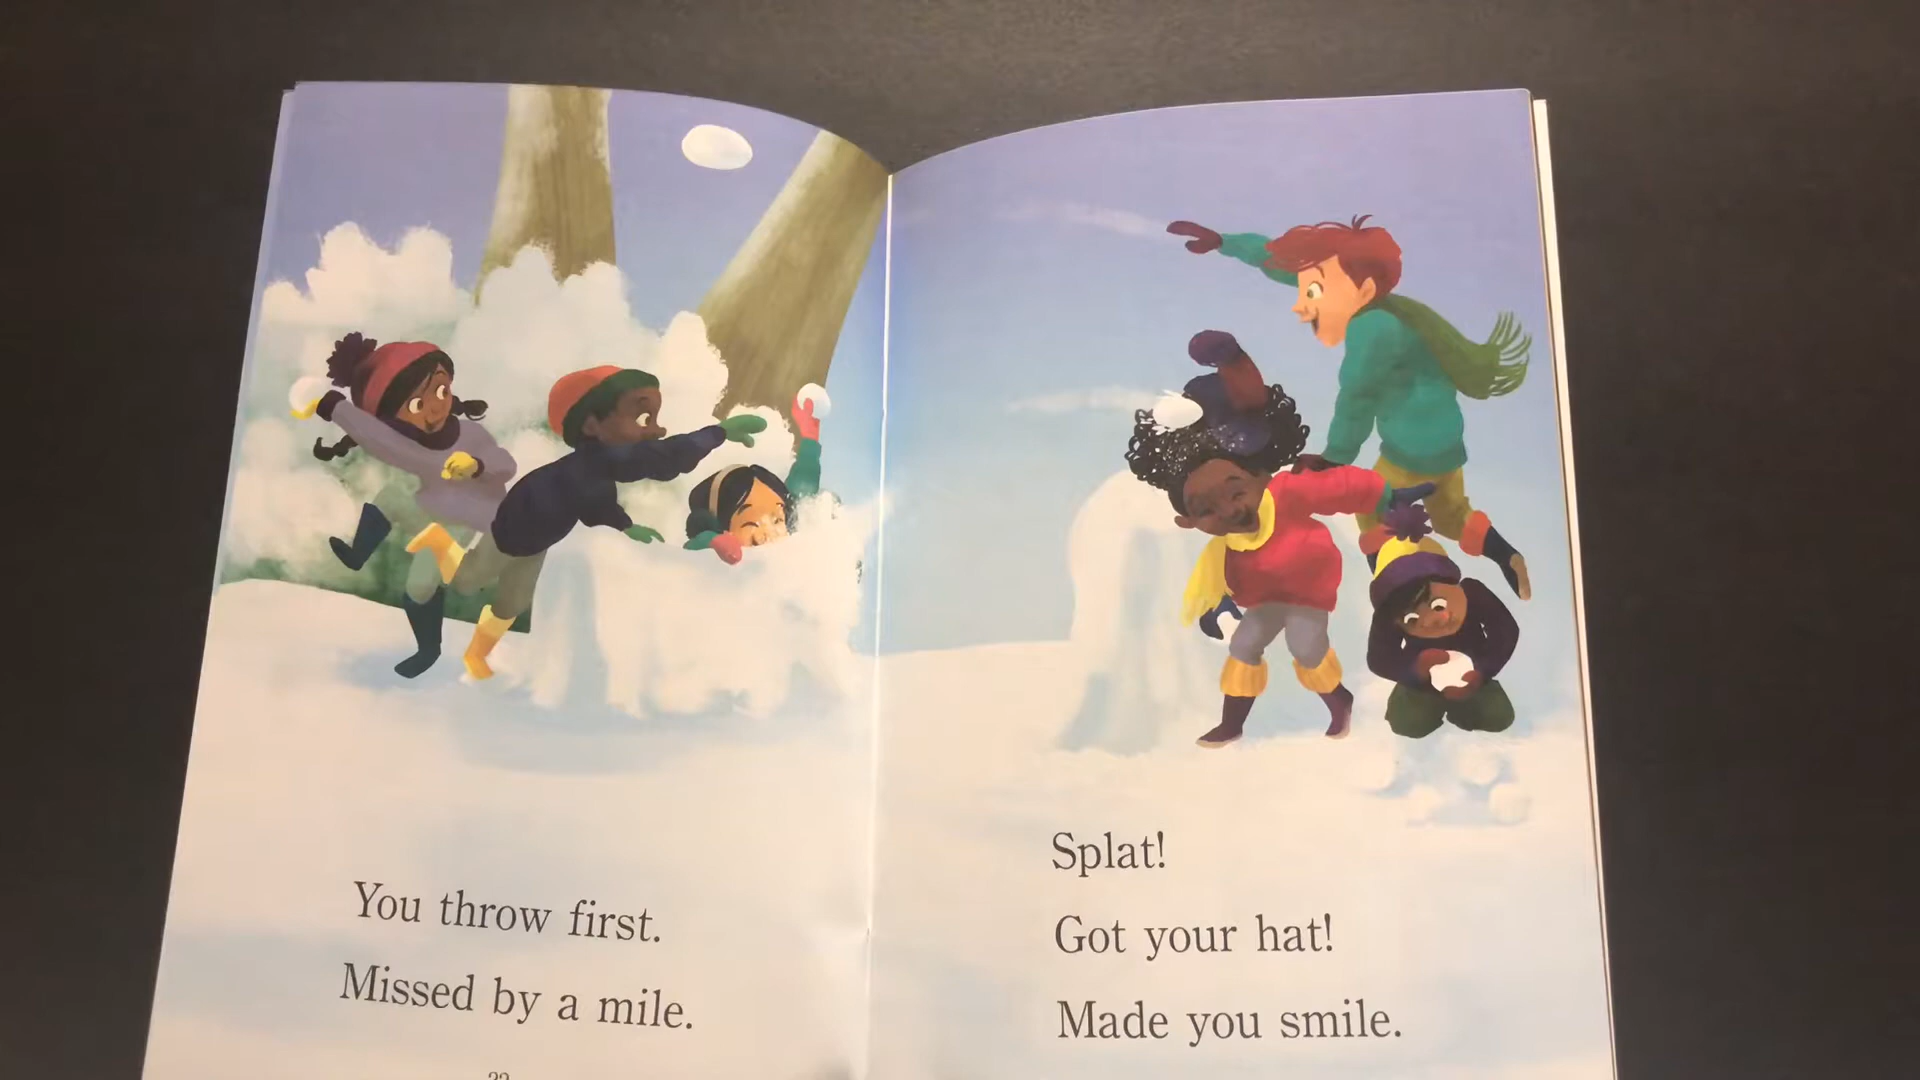 You throw first.
Missed by a mile.
Splat!
Got your hat!
Made you smile.